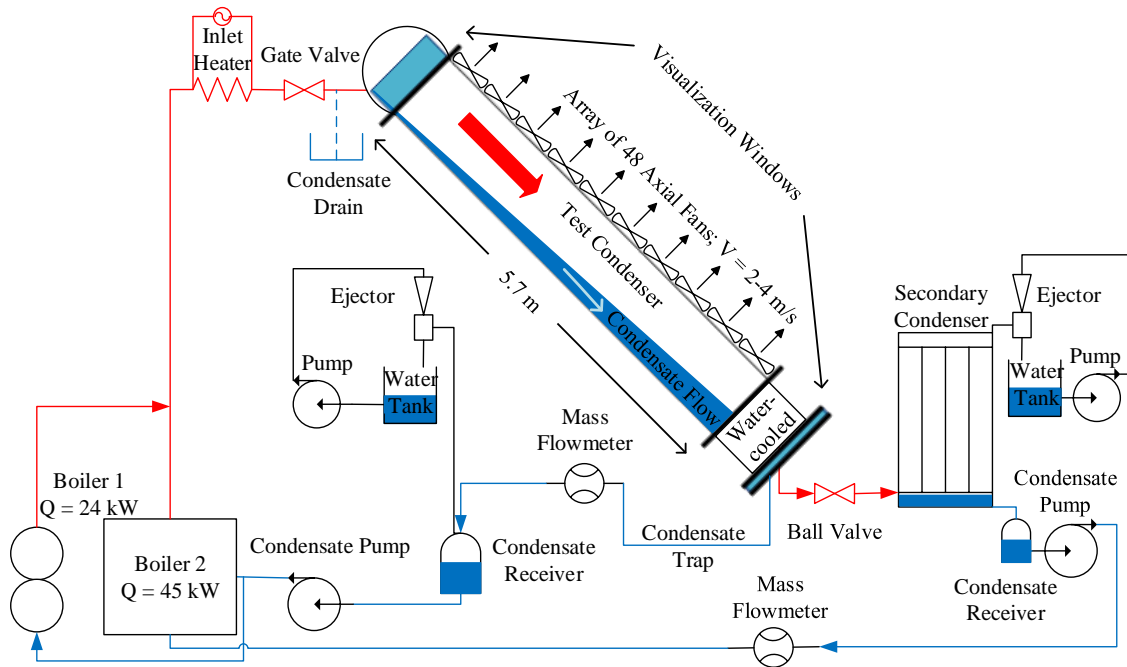 Inlet
Heater
Gate Valve
Condensate
Drain
Visualization Windows
Array of 48 Axial Fans; V = 2-4 m/s
Test Condenser
Condensate Flow
5.7 m
Water-
cooled
Ejector
Pump
Water
Tank
Secondary
Condenser
Ejector
Water
Tank
Pump
Mass
Flowmeter
Boiler 1
Q = 24 kW
Boiler 2
Q = 45 kW
Condensate Pump
Condensate
Receiver
Condensate
Trap
Ball Valve
Condensate
Pump
Condensate
Receiver
Mass
Flowmeter